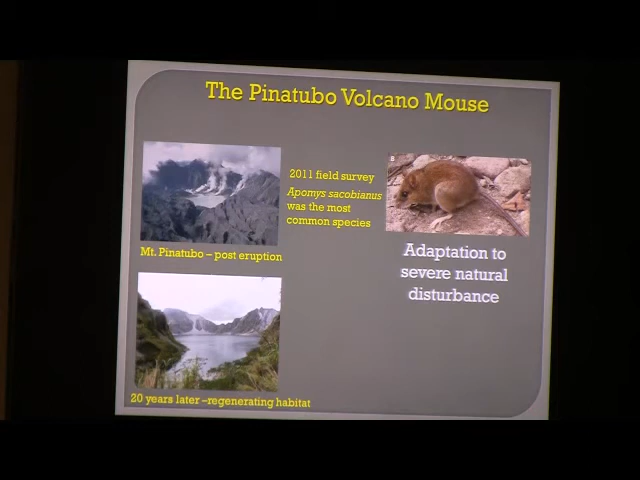 The Pinatubo Volcano Mouse
2011 field survey
Apomys sacobianus
was the most
common species
B
Mt. Pinatubo – post eruption
Adaptation to
severe natural
disturbance
20 years later –regenerating habitat